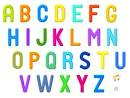 ABCDEFG
HIJKLMN
OPQRSTU
VWXYZ